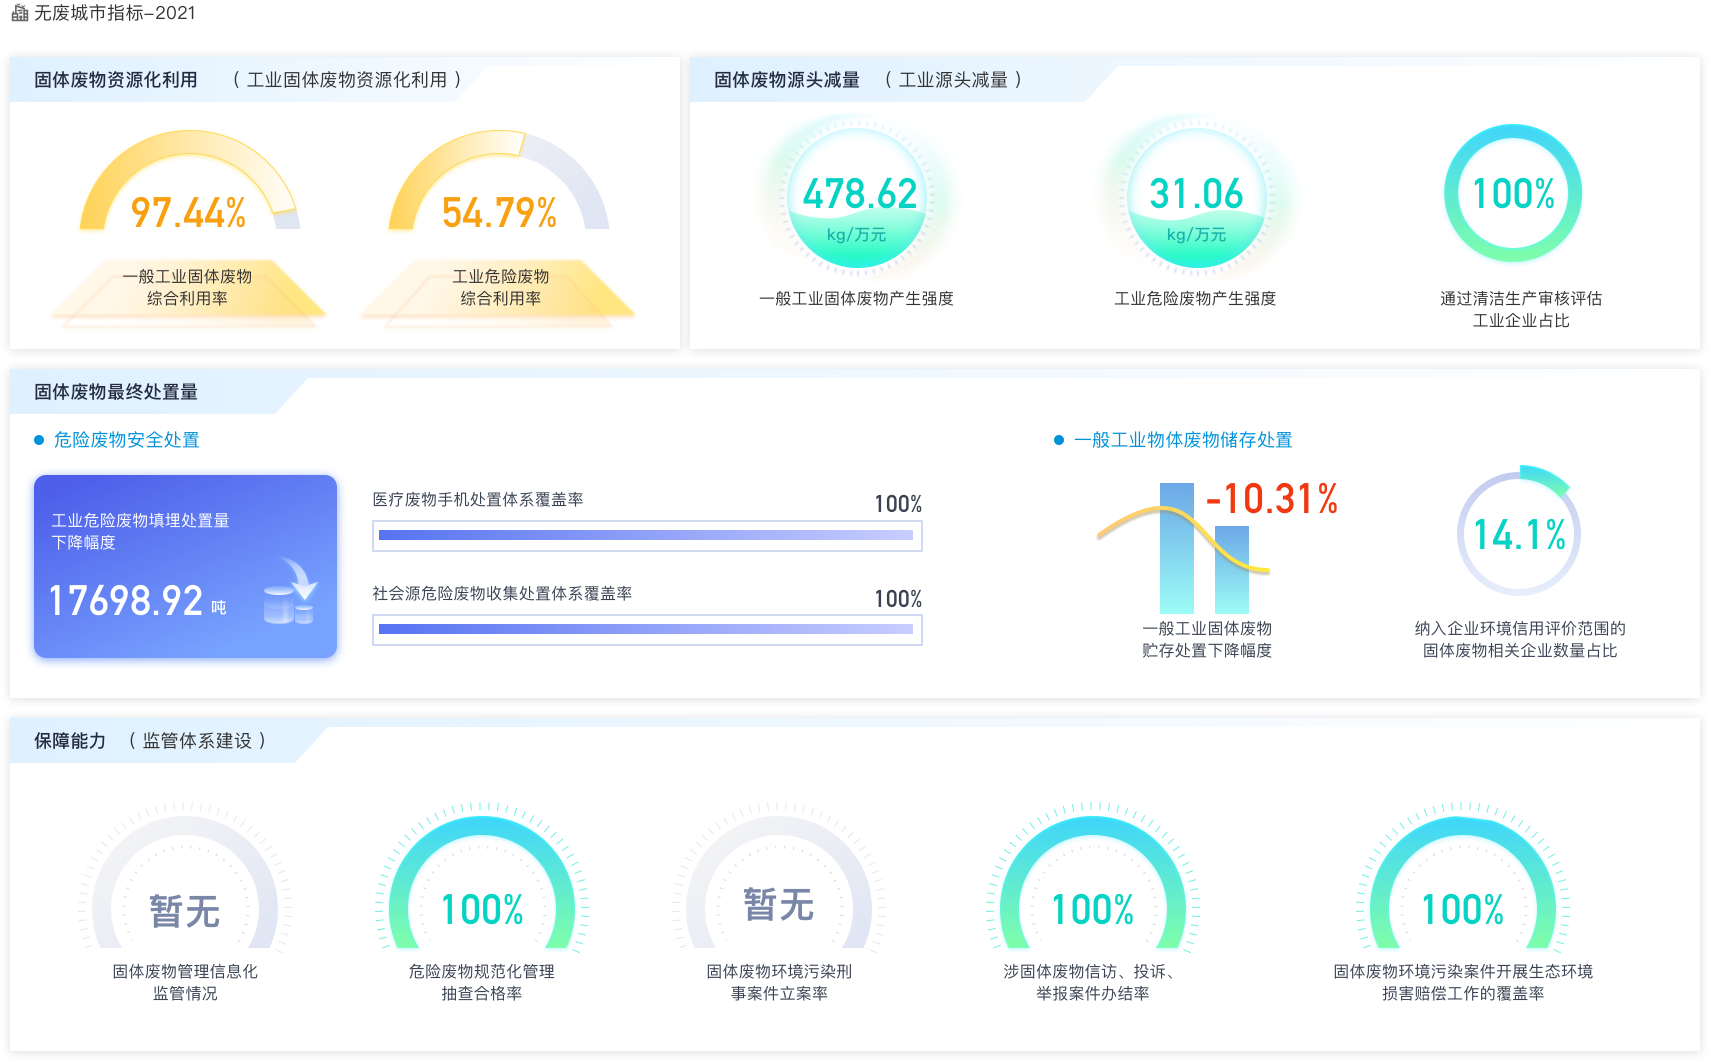 无废城市指标-2021
固体废物资源化利用 （ 工业固体废物资源化利用 ）
97.44%
一般工业固体废物
综合利用率
54.79%
工业危险废物
综合利用率
固体废物源头减量 （ 工业源头减量 ）
478.62
kg/万元
一般工业固体废物产生强度
31.06
kg/万元
工业危险废物产生强度
100%
通过清洁生产审核评估
工业企业占比
固体废物最终处置量
危险废物安全处置
工业危险废物填埋处置量
下降幅度
17698.92 吨
医疗废物手机处置体系覆盖率
100%
社会源危险废物收集处置体系覆盖率
100%
一般工业物体废物储存处置
-10.31%
一般工业固体废物
贮存处置下降幅度
14.1%
纳入企业环境信用评价范围的
固体废物相关企业数量占比
保障能力 （ 监管体系建设 ）
暂无
固体废物管理信息化
监管情况
100%
危险废物规范化管理
抽查合格率
暂无
固体废物环境污染刑
事案件立案率
100%
涉固体废物信访、投诉、
举报案件办结率
100%
固体废物环境污染案件开展生态环境
损害赔偿工作的覆盖率